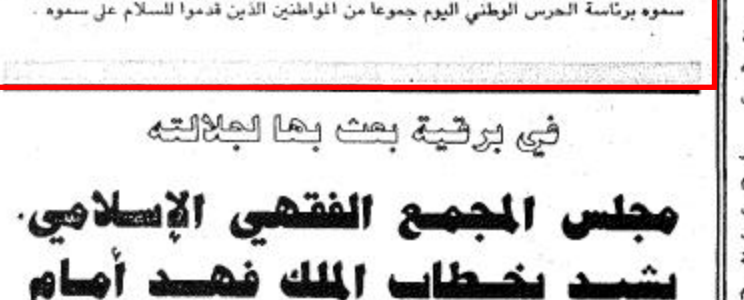 سموه برئاسة الحرس الوطني اليوم جموعا من المواطنين الذين قدموا للسلام على سموه .
في برقية بعث بها لجلالته
مجلس المجمع الفقهي الإسلامي.
يشيد بخطاب الملك فهد أمام